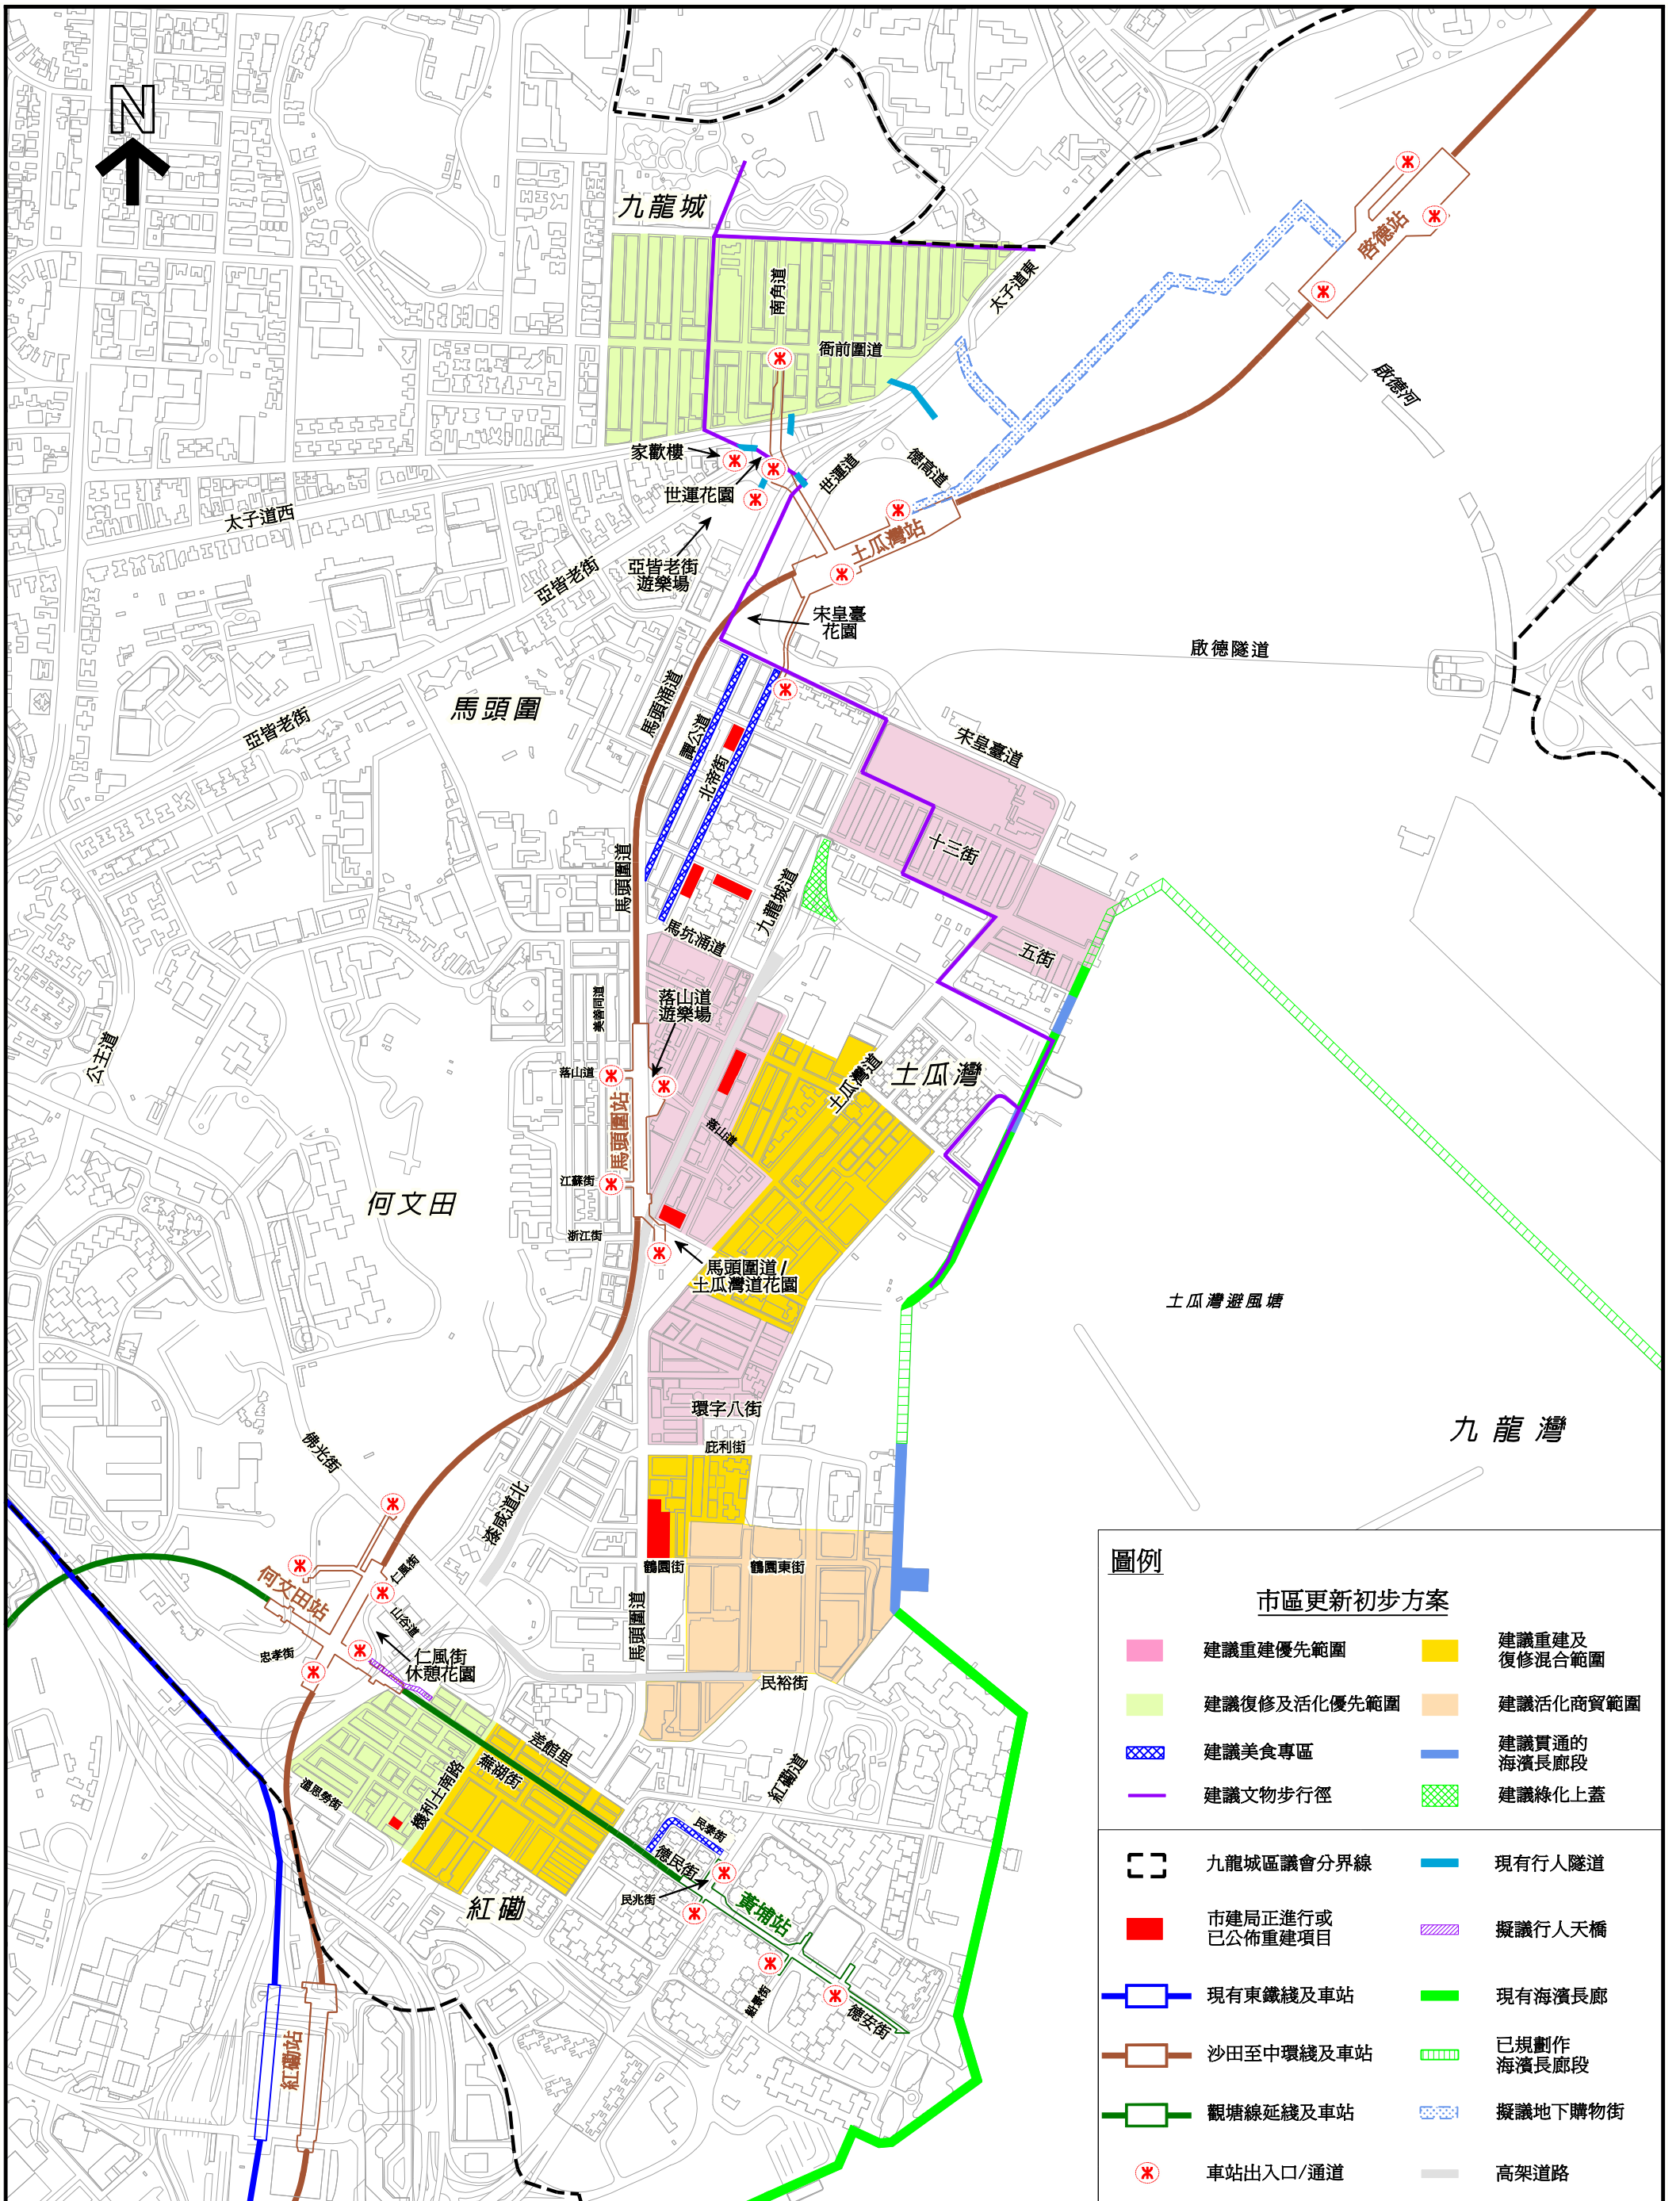 N
九龍城
南角道
太子道東
啓德站
衙前圍道
啟德河
家歡樓
世運花園
世運道
德高道
太子道西
土瓜灣站
亞皆老街
遊樂場
亞皆老街
宋皇臺
花園
啟德隧道
馬頭涌道
馬頭圍
亞皆老街
譚公道
北帝街
宋皇臺道
十三街
馬頭圍道
九龍城道
馬坑涌道
五街
落山道
遊樂場
美善同道
公主道
落山道
土瓜灣道
土瓜灣
馬頭圍站
落山道
江蘇街
何文田
浙江街
馬頭圍道/
土瓜灣道花園
土瓜灣避風塘
環字八街
九龍灣
庇利街
佛光街
漆咸道北
鶴園街
鶴園東街
何文田站
仁風街
山谷道
馬頭圍道
忠孝街
仁風街
休憩花園
民裕街
差館里
蕪湖街
機利士南路
溫思勞街
紅磡道
民泰街
德民街
民兆街
黃埔站
紅磡
船景街
德安街
紅磡站
圖例
市區更新初步方案
建議重建優先範圍
建議重建及
復修混合範圍
建議復修及活化優先範圍
建議活化商貿範圍
建議美食專區
建議貫通的
海濱長廊段
建議文物步行徑
建議綠化上蓋
九龍城區議會分界線
現有行人隧道
市建局正進行或
已公佈重建項目
擬議行人天橋
現有東鐵綫及車站
現有海濱長廊
沙田至中環綫及車站
已規劃作
海濱長廊段
觀塘線延綫及車站
擬議地下購物街
車站出入口/通道
高架道路